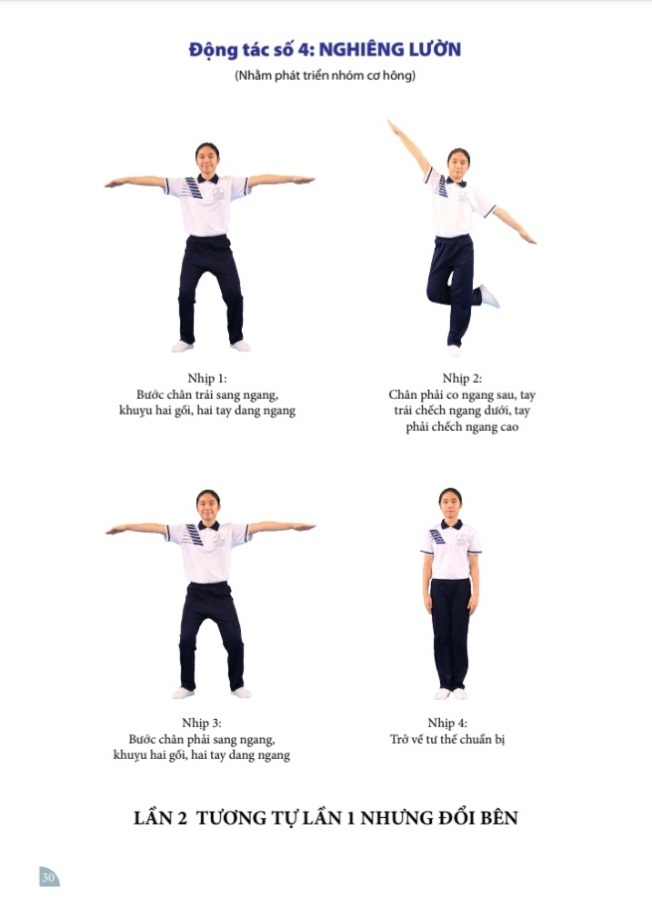 Động tác số 4: NGHIÊNG LƯỜN
(Nhằm phát triển nhóm cơ hông)
Nhịp 1:
Bước chân trái sang ngang,
khuỵu hai gối, hai tay dang ngang
Nhịp 2:
Chân phải co ngang sau, tay
trái chếch ngang dưới, tay
phải chếch ngang cao
Nhịp 3:
Bước chân phải sang ngang,
khuỵu hai gối, hai tay dang ngang
Nhịp 4:
Trở về tư thế chuẩn bị
LẦN 2 TƯƠNG TỰ LẦN 1 NHƯNG ĐỔI BÊN
30